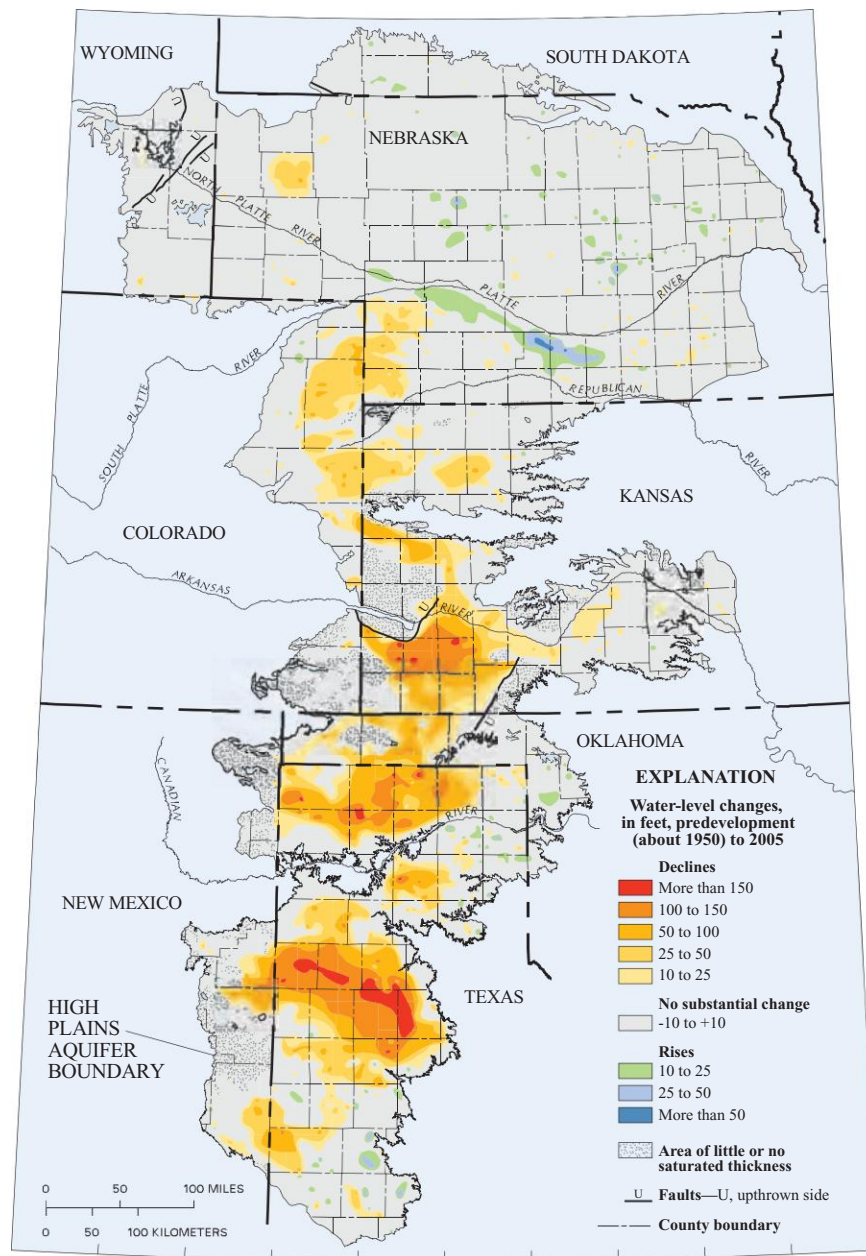 WYOMING
SOUTH DAKOTA
U
U
NEBRASKA
U
U
NORTH
PLATTE
RIVER
PLATTE
RIVER
RIVER
PLATTE
SOUTH
REPUBLICAN
RIVER
KANSAS
COLORADO
ARKANSAS
U
RIVER
OKLAHOMA
U
CANADIAN
RIVER
NEW MEXICO
TEXAS
HIGH
PLAINS
AQUIFER
BOUNDARY
EXPLANATION
Water-level changes,
in feet, predevelopment
(about 1950) to 2005
Declines
More than 150
100 to 150
50 to 100
25 to 50
10 to 25
No substantial change
-10 to +10
Rises
10 to 25
25 to 50
More than 50
Area of little or no
saturated thickness
U Faults—U, upthrown side
County boundary
0 50 100 MILES
0 50 100 KILOMETERS